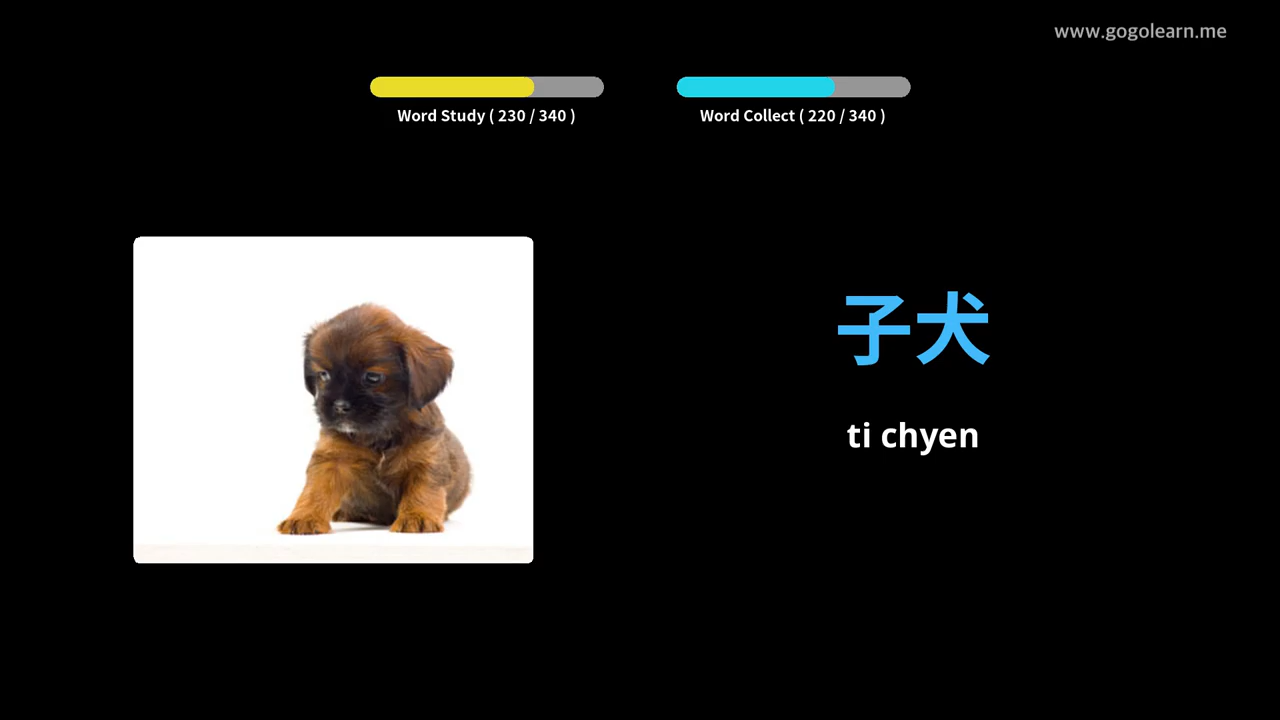 www.gogolearn.me
Word Study ( 230 / 340 )
Word Collect ( 220 / 340 )
子犬
ti chyen